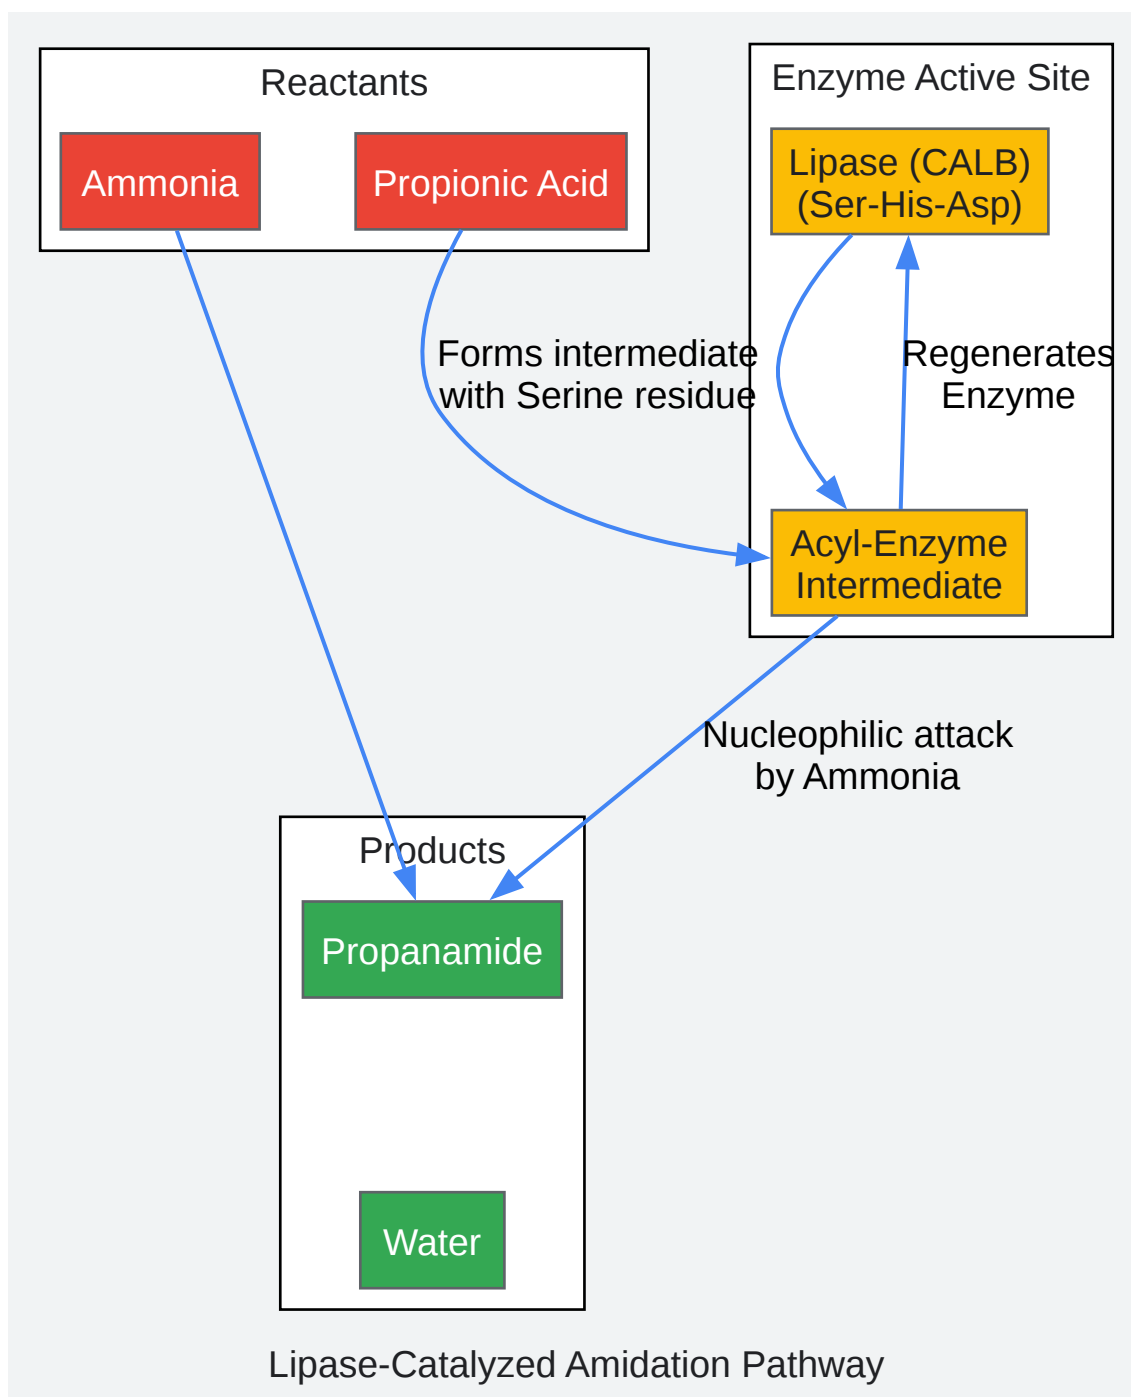 Reactants
Enzyme Active Site
Ammonia
Propionic Acid
Lipase (CALB)
(Ser-His-Asp)
Forms intermediate
with Serine residue
Regenerates
Enzyme
Acyl-Enzyme
Intermediate
Nucleophilic attack
by Ammonia
Products
Propanamide
Water
Lipase-Catalyzed Amidation Pathway